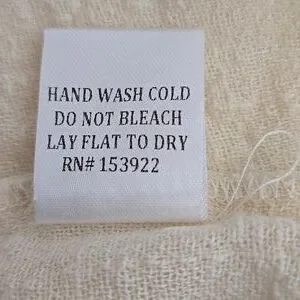 HAND WASH COLD
DO NOT BLEACH
LAY FLAT TO DRY
RN# 153922